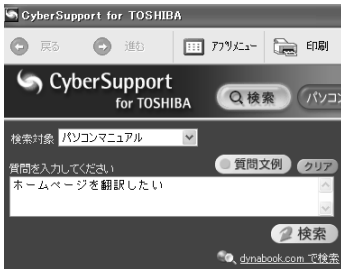 CyberSupport for TOSHIBA
戻る 進む アプリメニュー 印刷
CyberSupport
for TOSHIBA
検索 パソコ
検索対象 パソコンマニュアル
質問を入力してください 質問文例 クリア
ホームページを翻訳したい
検索
dynabook.com で検索